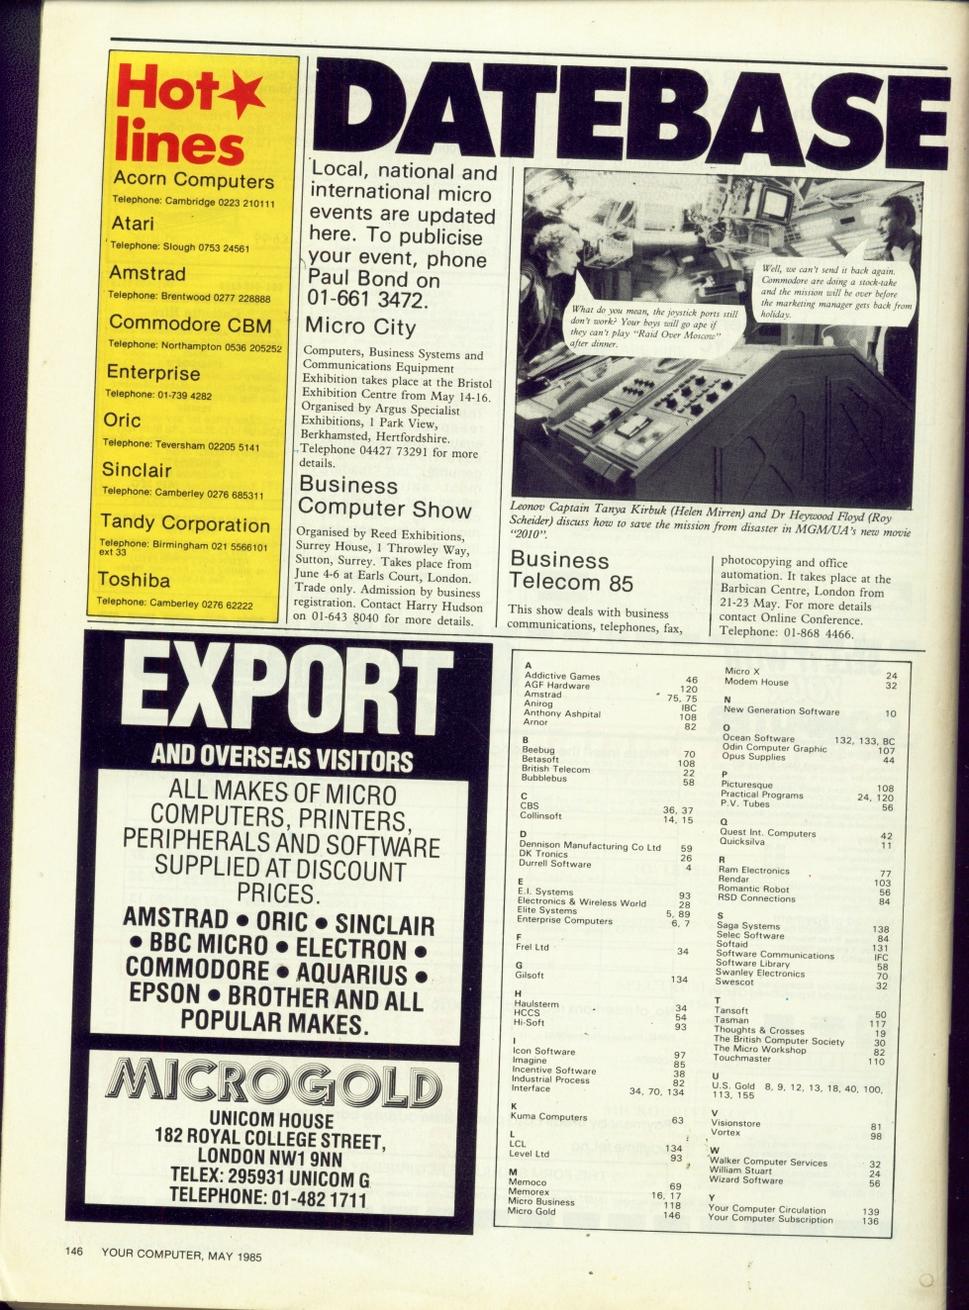 Hot
lines
Acorn Computers
Telephone: Cambridge 0223 210111
Atari
Telephone: Slough 0753 24561
Amstrad
Telephone: Brentwood 0277 228888
Commodore CBM
Telephone: Northampton 0536 205252
Enterprise
Telephone: 01-739 4282
Oric
Telephone: Teversham 02205 5141
Sinclair
Telephone: Camberley 0276 685311
Tandy Corporation
Telephone: Birmingham 021 5566101
ext 33
Toshiba
Telephone: Camberley 0276 62222
DATEBASE
Local, national and
international micro
events are updated
here. To publicise
your event, phone
Paul Bond on
01-661 3472.
Micro City
Computers, Business Systems and
Communications Equipment
Exhibition takes place at the Bristol
Exhibition Centre from May 14-16.
Organised by Argus Specialist
Exhibitions, 1 Park View,
Berkhamsted, Hertfordshire.
Telephone 04427 73291 for more
details.
Business
Computer Show
Organised by Reed Exhibitions,
Surrey House, 1 Throwley Way,
Sutton, Surrey. Takes place from
June 4-6 at Earls Court, London.
Trade only. Admission by business
registration. Contact Harry Hudson
on 01-643 8040 for more details.
What do you mean, the joystick ports still
don't work? Your boys will go ape if
they can't play "Raid Over Moscow"
after dinner.
Well, we can't send it back again.
Commodore are doing a stock-take
and the mission will be over before
the marketing manager gets back from
holiday.
Leonov Captain Tanya Kirbuk (Helen Mirren) and Dr Heywood Floyd (Roy
Scheider) discuss how to save the mission from disaster in MGM/UA's new movie
"2010".
Business
Telecom 85
This show deals with business
communications, telephones, fax,
photocopying and office
automation. It takes place at the
Barbican Centre, London from
21-23 May. For more details
contact Online Conference.
Telephone: 01-868 4466.
EXPORT
AND OVERSEAS VISITORS
ALL MAKES OF MICRO
COMPUTERS, PRINTERS,
PERIPHERALS AND SOFTWARE
SUPPLIED AT DISCOUNT
PRICES.
AMSTRAD • ORIC • SINCLAIR
• BBC MICRO • ELECTRON •
COMMODORE • AQUARIUS •
EPSON • BROTHER AND ALL
POPULAR MAKES.
MICROGOLD
UNICOM HOUSE
182 ROYAL COLLEGE STREET,
LONDON NW1 9NN
TELEX: 295931 UNICOM G
TELEPHONE: 01-482 1711
A
Addictive Games 46
AGF Hardware 120
Amstrad 75, 75
Anirog IBC
Anthony Ashpital 108
Arnor 82
B
Beebug 70
Betasoft 108
British Telecom 22
Bubblebus 58
C
CBS 36, 37
Collinsoft 14, 15
D
Dennison Manufacturing Co Ltd 59
DK Tronics 26
Durrell Software 4
E
E.I. Systems 93
Electronics & Wireless World 28
Elite Systems 5, 89
Enterprise Computers 6, 7
F
Frel Ltd 34
G
Gilsoft 134
H
Haulsterm 34
HCCS 54
Hi-Soft 93
I
Icon Software 97
Imagine 85
Incentive Software 38
Industrial Process 82
Interface 34, 70, 134
K
Kuma Computers 63
L
LCL 134
Level Ltd 93
M
Memoco 69
Memorex 16, 17
Micro Business 118
Micro Gold 146
Micro X 24
Modem House 32
N
New Generation Software 10
O
Ocean Software 132, 133, BC
Odin Computer Graphic 107
Opus Supplies 44
P
Picturesque 108
Practical Programs 24, 120
P.V. Tubes 56
Q
Quest Int. Computers 42
Quicksilva 11
R
Ram Electronics 77
Rendar 103
Romantic Robot 56
RSD Connections 84
S
Saga Systems 138
Selec Software 84
Softaid 131
Software Communications IFC
Software Library 58
Swanley Electronics 70
Swescot 32
T
Tansoft 50
Tasman 117
Thoughts & Crosses 19
The British Computer Society 30
The Micro Workshop 82
Touchmaster 110
U
U.S. Gold 8, 9, 12, 13, 18, 40, 100,
113, 155
V
Visionstore 81
Vortex 98
W
Walker Computer Services 32
William Stuart 24
Wizard Software 56
Y
Your Computer Circulation 139
Your Computer Subscription 136
146 YOUR COMPUTER, MAY 1985